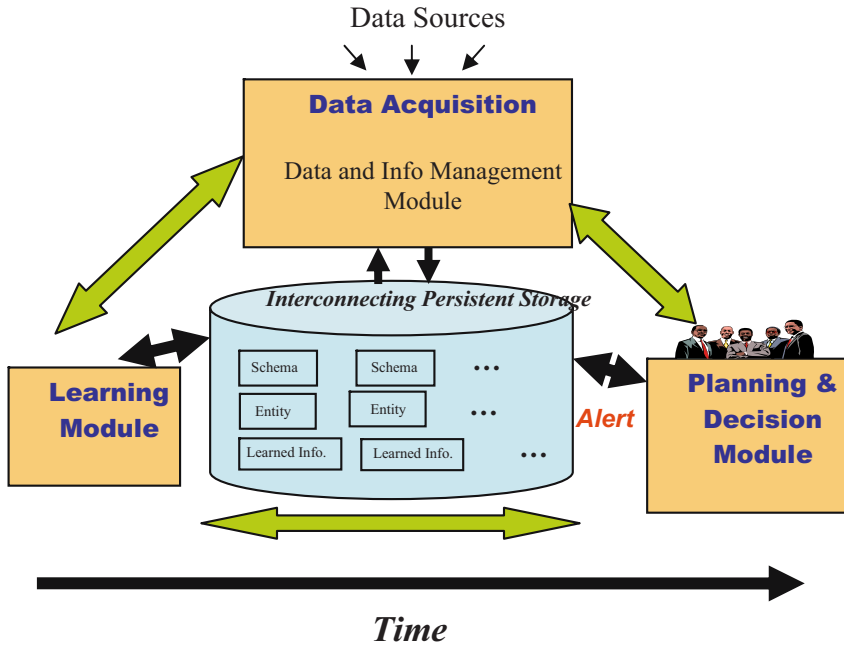 Data Sources
Data Acquisition
Data and Info Management
Module
Interconnecting Persistent Storage
Schema
Schema
...
Entity
Entity
...
Learned Info.
Learned Info.
...
Learning
Module
Alert
Planning &
Decision
Module
Time